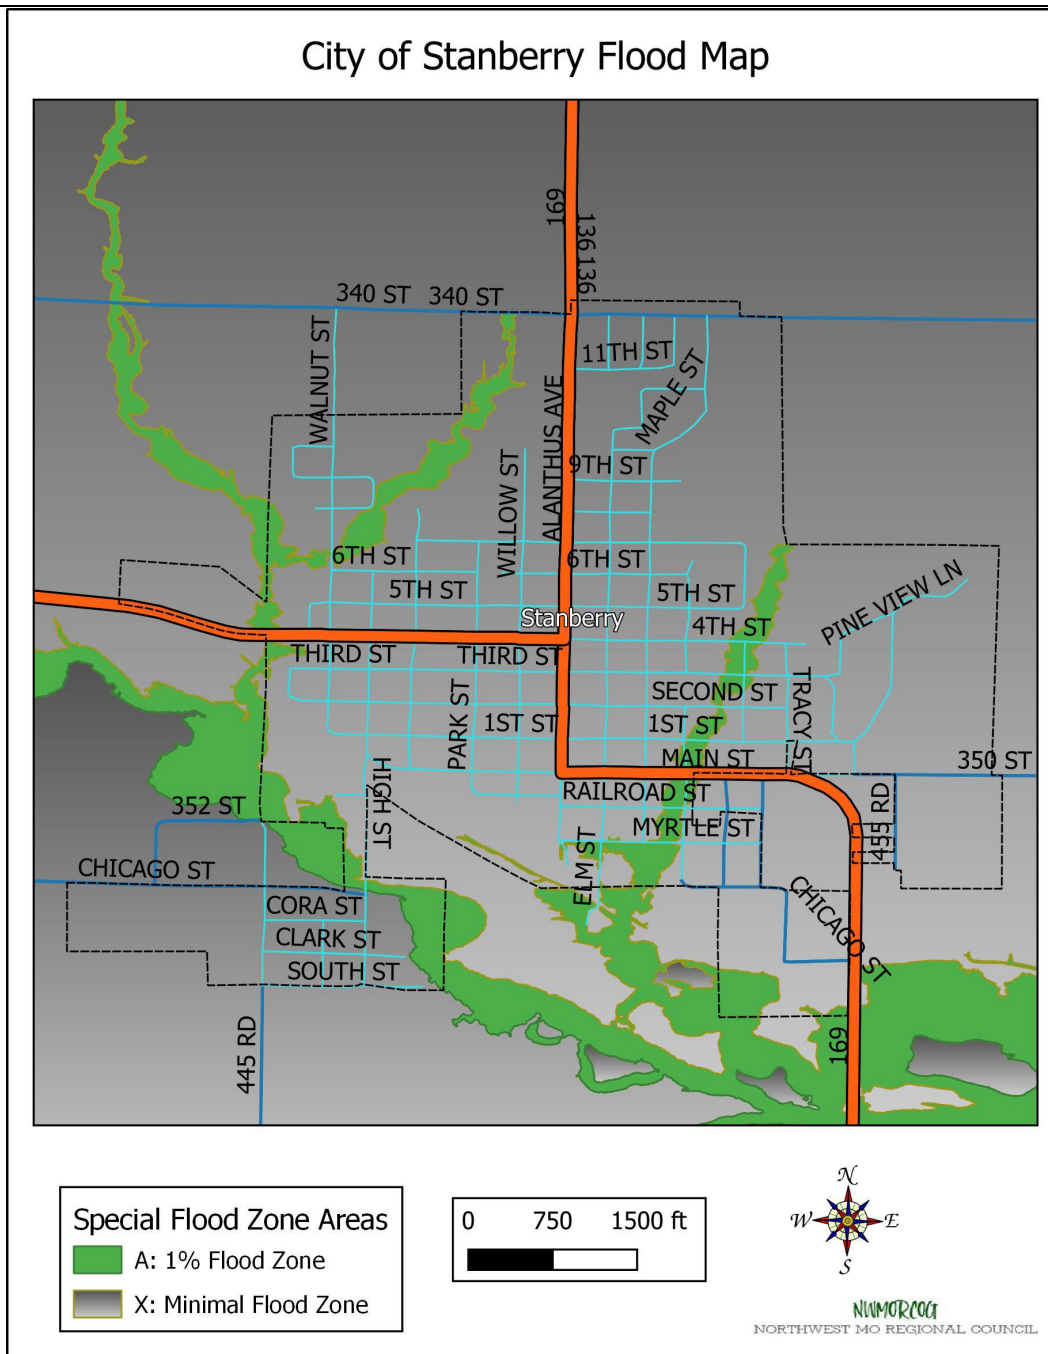 City of Stanberry Flood Map
169
136 136
340 ST 340 ST
WALNUT ST
11TH ST
MAPLE ST
ALANTHUS AVE
9TH ST
WILLOW ST
6TH ST
6TH ST
5TH ST
5TH ST
PINE VIEW LN
Stanberry
4TH ST
THIRD ST
THIRD ST
SECOND ST
TRACY ST
PARK ST
1ST ST
1ST ST
MAIN ST
350 ST
HIGH ST
RAILROAD ST
455 RD
352 ST
MYRTLE ST
CHICAGO ST
ELM ST
CHICAGO ST
CORA ST
CLARK ST
SOUTH ST
445 RD
169
Special Flood Zone Areas
A: 1% Flood Zone
X: Minimal Flood Zone
0 750 1500 ft
N
W E
S
NWMORCOG
NORTHWEST MO REGIONAL COUNCIL